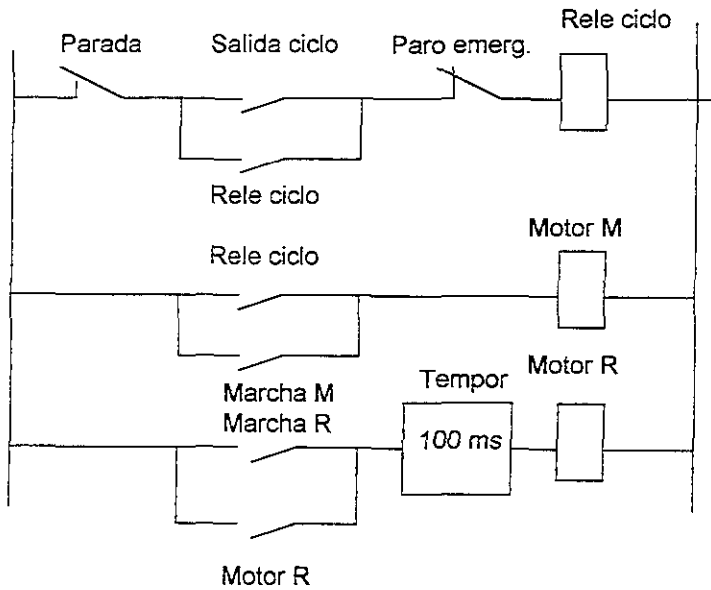 Rele ciclo
Parada
Salida ciclo
Paro emerg.
Rele ciclo
Motor M
Rele ciclo
Motor R
Tempor
Marcha M
Marcha R
100 ms
Motor R